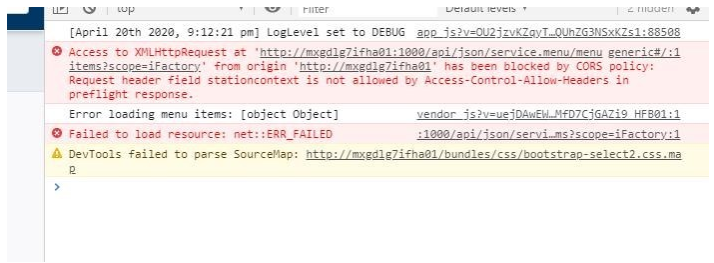 top Filter Default levels 2 hidden
[April 20th 2020, 9:12:21 pm] LogLevel set to DEBUG app js?v=OU2jzvKZqyT…QUhZG3NSxKZs1:88508
Access to XMLHttpRequest at 'http://mxgdlg7ifha01:1000/api/json/service.menu/menu generic#/:1
items?scope=iFactory' from origin 'http://mxgdlg7ifha01' has been blocked by CORS policy:
Request header field stationcontext is not allowed by Access-Control-Allow-Headers in
preflight response.
Error loading menu items: [object Object] vendor js?v=uejDAwEW…MfD7CjGAZi9 HFB01:1
Failed to load resource: net::ERR_FAILED :1000/api/json/servi…ms?scope=iFactory:1
DevTools failed to parse SourceMap: http://mxgdlg7ifha01/bundles/css/bootstrap-select2.css.ma
p